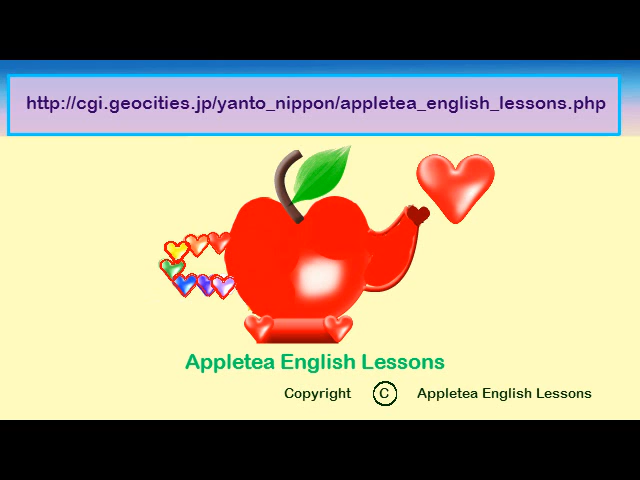 http://cgi.geocities.jp/yanto_nippon/appletea_english_lessons.php
Appletea English Lessons
Copyright C Appletea English Lessons